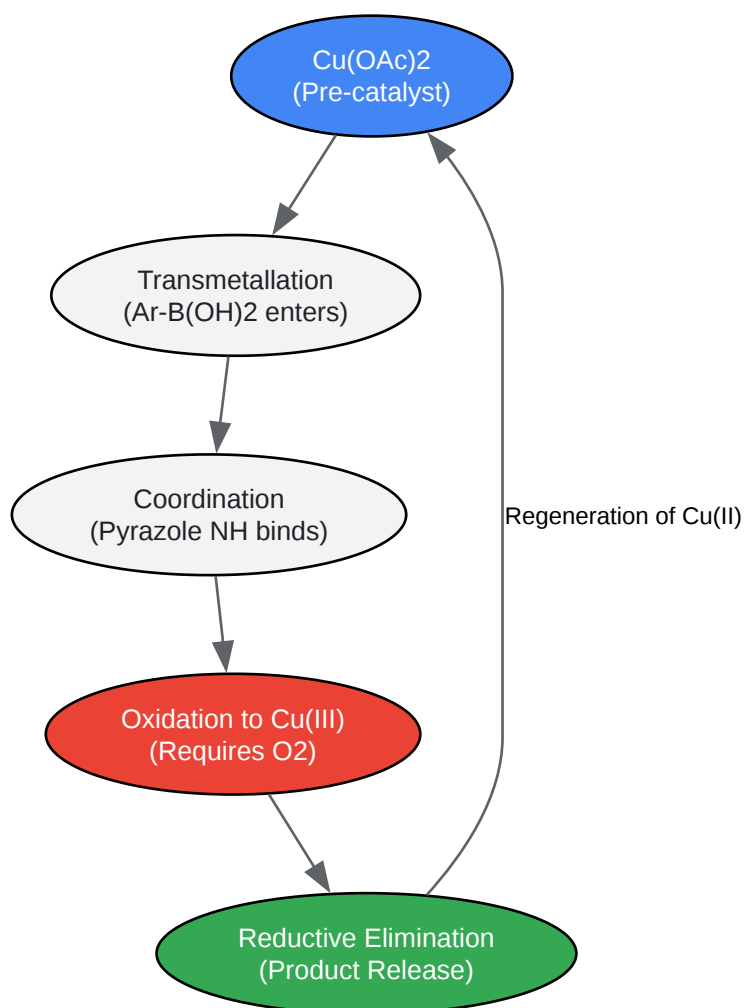 Cu(OAc)2
(Pre-catalyst)
Transmetallation
(Ar-B(OH)2 enters)
Coordination
(Pyrazole NH binds)
Regeneration of Cu(II)
Oxidation to Cu(III)
(Requires O2)
Reductive Elimination
(Product Release)